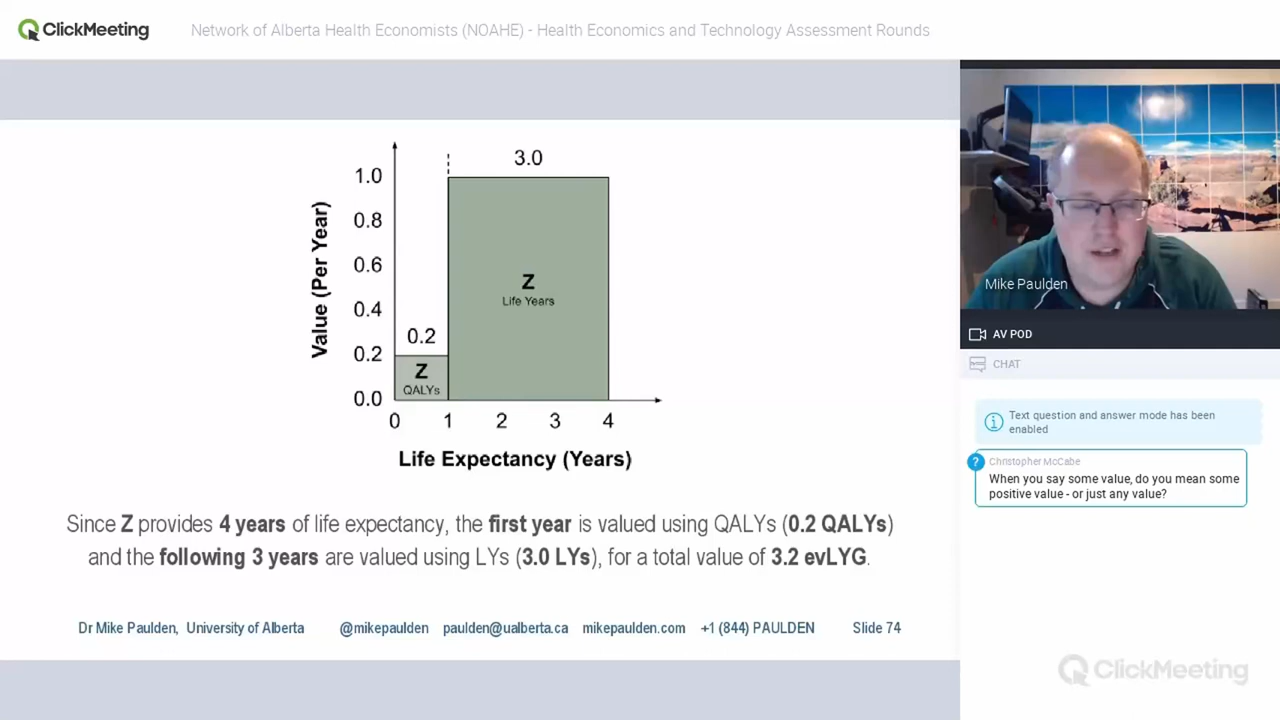 ClickMeeting
Network of Alberta Health Economists (NOAHE) - Health Economics and Technology Assessment Rounds
3.0
1.0
0.8
0.6
0.4
0.2
0.0
Value (Per Year)
Z
Life Years
0.2
Z
QALYs
0 1 2 3 4
Life Expectancy (Years)
Since Z provides 4 years of life expectancy, the first year is valued using QALYs (0.2 QALYs)
and the following 3 years are valued using LYs (3.0 LYs), for a total value of 3.2 evLYG.
Dr Mike Paulden, University of Alberta @mikepaulden paulden@ualberta.ca mikepaulden.com +1 (844) PAULDEN Slide 74
Mike Paulden
AV POD
CHAT
i
Text question and answer mode has been
enabled
?
Christopher McCabe
When you say some value, do you mean some
positive value - or just any value?
ClickMeeting